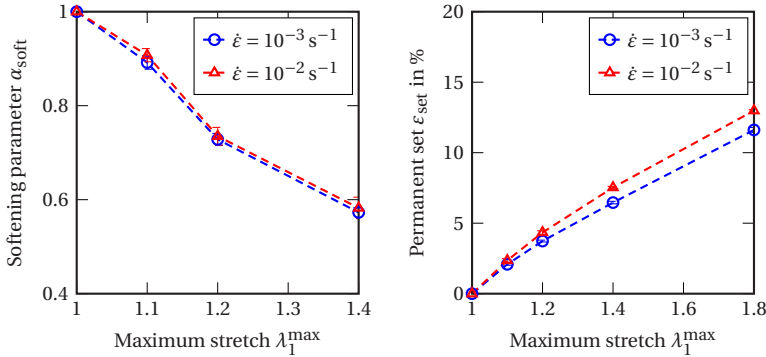 1
0.8
0.6
0.4
1
1.1
1.2
1.3
1.4
Softening parameter α_soft
Maximum stretch λ₁^max
ε̇ = 10⁻³ s⁻¹
ε̇ = 10⁻² s⁻¹
20
15
10
5
0
1
1.2
1.4
1.6
1.8
Permanent set ε_set in %
Maximum stretch λ₁^max
ε̇ = 10⁻³ s⁻¹
ε̇ = 10⁻² s⁻¹